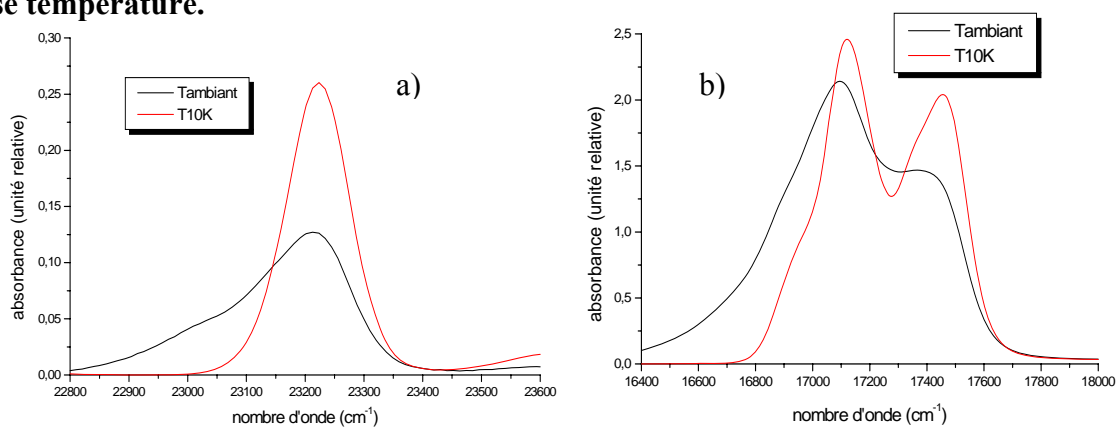 se température.
0,30
0,25
0,20
0,15
0,10
0,05
0,00
absorbance (unité relative)
Tambiant
T10K
a)
22800 22900 23000 23100 23200 23300 23400 23500 23600
nombre d'onde (cm-1)
2,5
2,0
1,5
1,0
0,5
0,0
absorbance (unité relative)
Tambiant
T10K
b)
16400 16600 16800 17000 17200 17400 17600 17800 18000
nombre d'onde (cm-1)